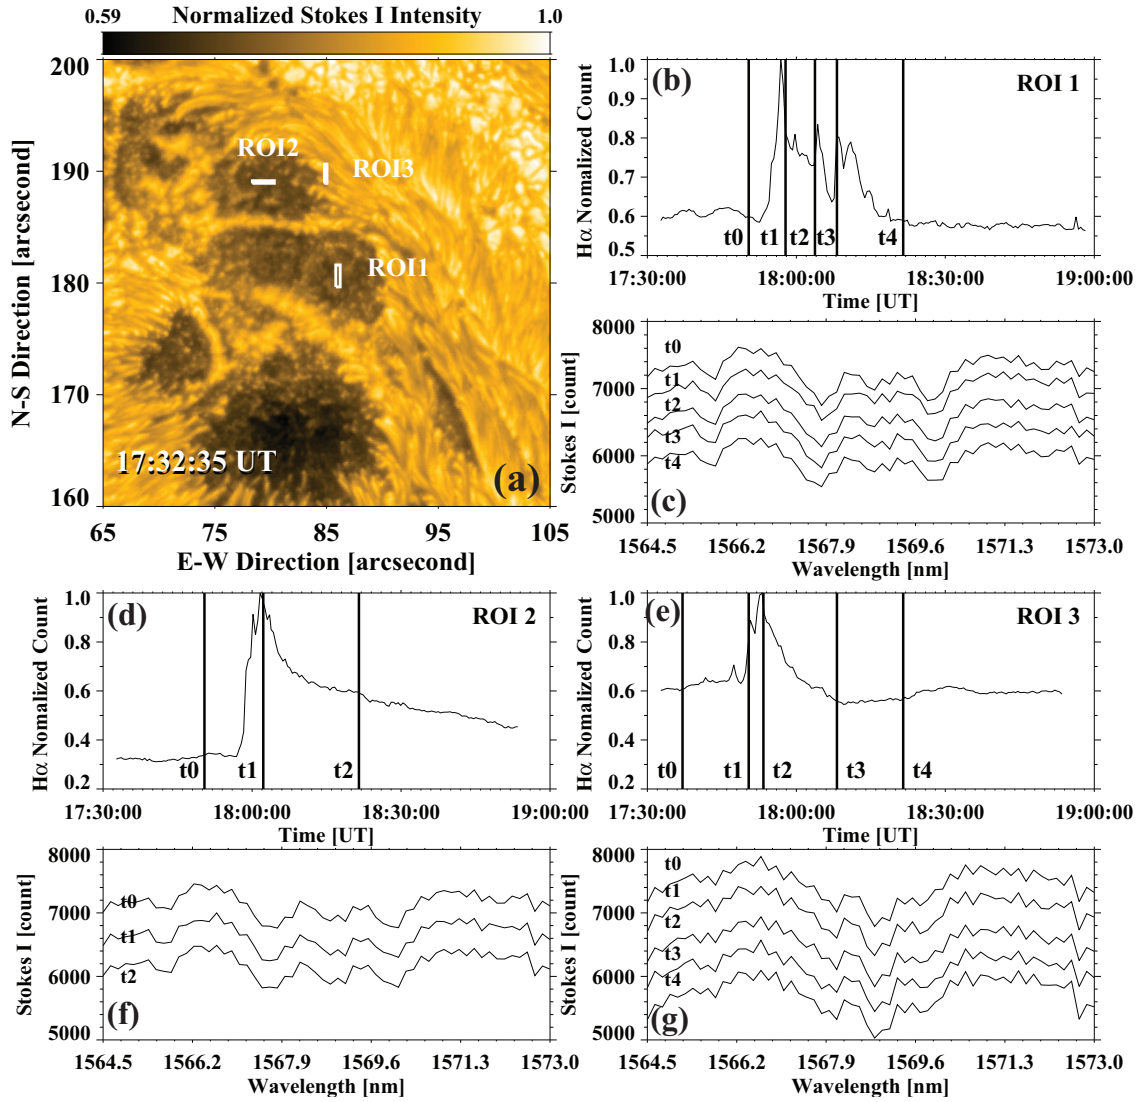 0.59 Normalized Stokes I Intensity 1.0
200
190
180
170
160
N-S Direction [arcsecond]
ROI2
ROI3
ROI1
17:32:35 UT
(a)
65 75 85 95 105
E-W Direction [arcsecond]
(b)
ROI 1
1.0
0.9
0.8
0.7
0.6
0.5
Hα Nomalized Count
t0 t1 t2 t3 t4
17:30:00 18:00:00 18:30:00 19:00:00
Time [UT]
8000
7000
6000
5000
Stokes I [count]
t0
t1
t2
t3
t4
(c)
1564.5 1566.2 1567.9 1569.6 1571.3 1573.0
Wavelength [nm]
(d)
ROI 2
1.0
0.8
0.6
0.4
0.2
Hα Nomalized Count
t0 t1 t2
17:30:00 18:00:00 18:30:00 19:00:00
Time [UT]
(e)
ROI 3
1.0
0.8
0.6
0.4
0.2
Hα Nomalized Count
t0 t1 t2 t3 t4
17:30:00 18:00:00 18:30:00 19:00:00
Time [UT]
8000
7000
6000
5000
Stokes I [count]
t0
t1
t2
(f)
1564.5 1566.2 1567.9 1569.6 1571.3 1573.0
Wavelength [nm]
8000
7000
6000
5000
Stokes I [count]
t0
t1
t2
t3
t4
(g)
1564.5 1566.2 1567.9 1569.6 1571.3 1573.0
Wavelength [nm]